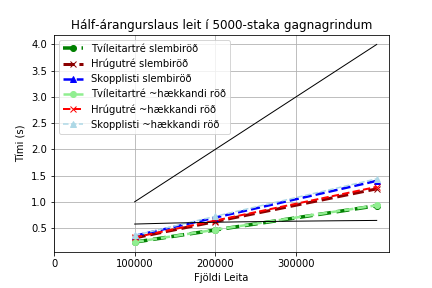 Hálf-árangurslaus leit í 5000-staka gagnagrindum
Tími (s)
4.0
3.5
3.0
2.5
2.0
1.5
1.0
0.5
Tvíleitartré slembiröð
Hrúgutré slembiröð
Skopplisti slembiröð
Tvíleitartré ~hækkandi röð
Hrúgutré ~hækkandi röð
Skopplisti ~hækkandi röð
0 100000 200000 300000
Fjöldi Leita